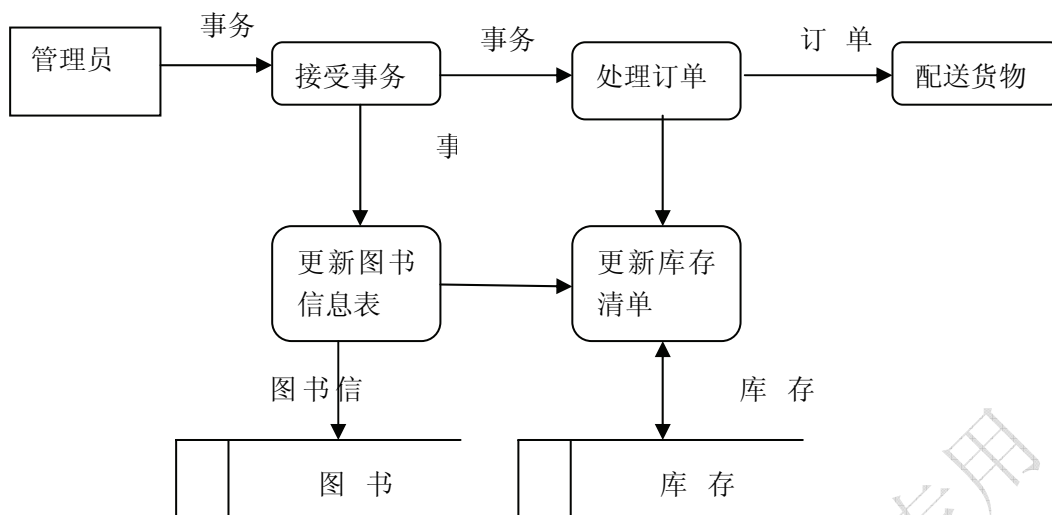 事务
事务
订 单
管理员
接受事务
处理订单
配送货物
事
更新图书
信息表
更新库存
清单
图书信
库 存
图 书
库 存
专用